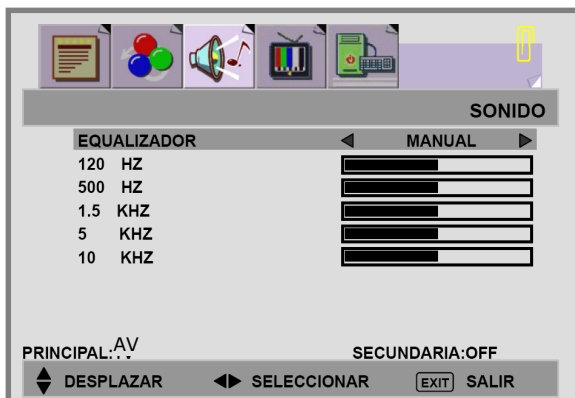 SONIDO
EQUALIZADOR MANUAL
120 HZ
500 HZ
1.5 KHZ
5 KHZ
10 KHZ
PRINCIPAL:AV SECUNDARIA:OFF
DESPLAZAR SELECCIONAR EXIT SALIR